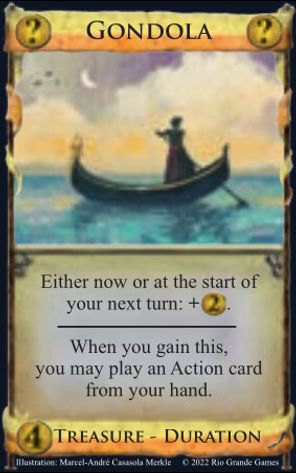 ? GONDOLA ?
Either now or at the start of
your next turn: +2.
When you gain this,
you may play an Action card
from your hand.
4 TREASURE - DURATION
Illustration: Marcel-André Casasola Merkle © 2022 Rio Grande Games